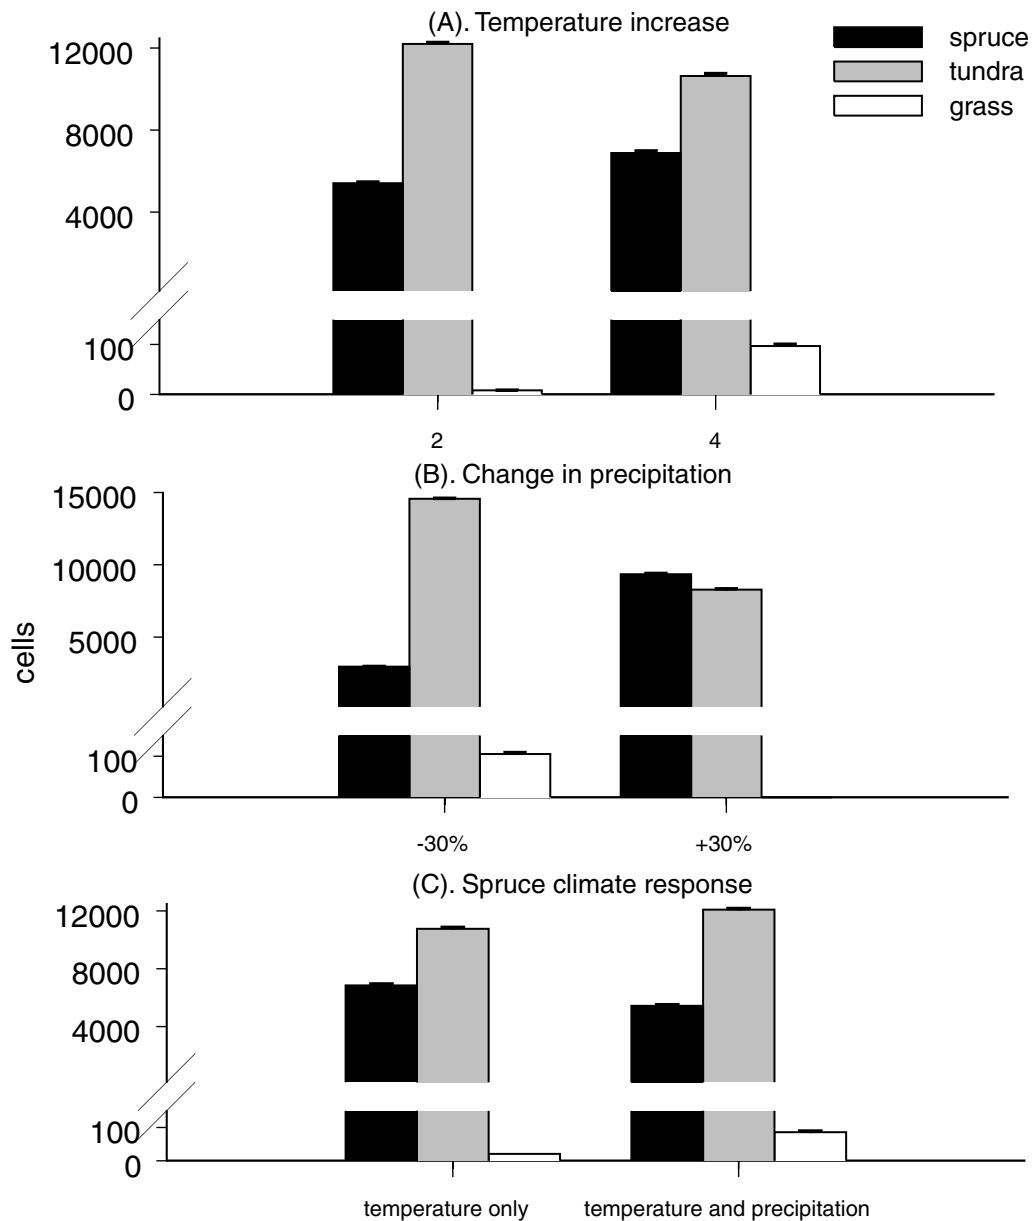 (A). Temperature increase
spruce
tundra
grass
12000
8000
4000
100
0
2 4
(B). Change in precipitation
15000
10000
5000
100
0
cells
-30% +30%
(C). Spruce climate response
12000
8000
4000
100
0
temperature only temperature and precipitation